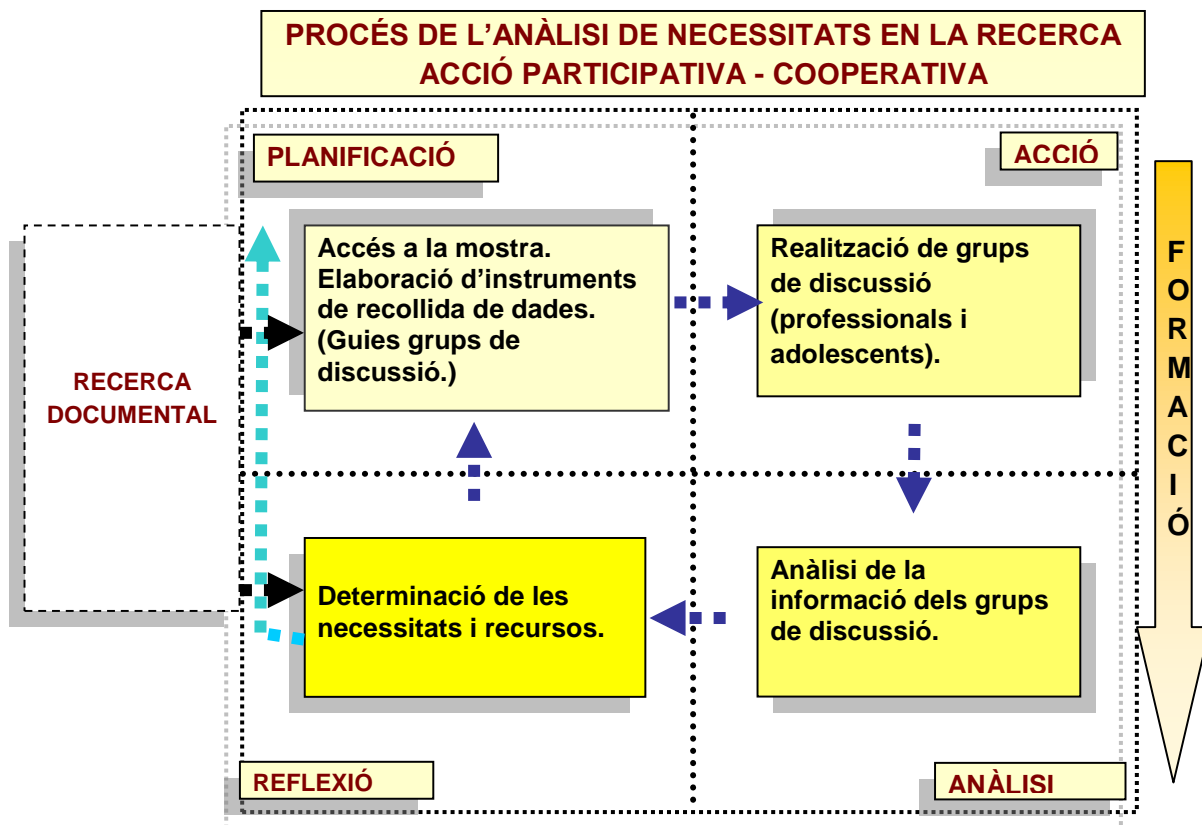 PROCÉS DE L’ANÀLISI DE NECESSITATS EN LA RECERCA
ACCIÓ PARTICIPATIVA - COOPERATIVA
PLANIFICACIÓ
ACCIÓ
Accés a la mostra.
Elaboració d’instruments
de recollida de dades.
(Guies grups de
discussió.)
Realització de grups
de discussió
(professionals i
adolescents).
RECERCA
DOCUMENTAL
F
O
R
M
A
C
I
Ó
Determinació de les
necessitats i recursos.
Anàlisi de la
informació dels grups
de discussió.
REFLEXIÓ
ANÀLISI